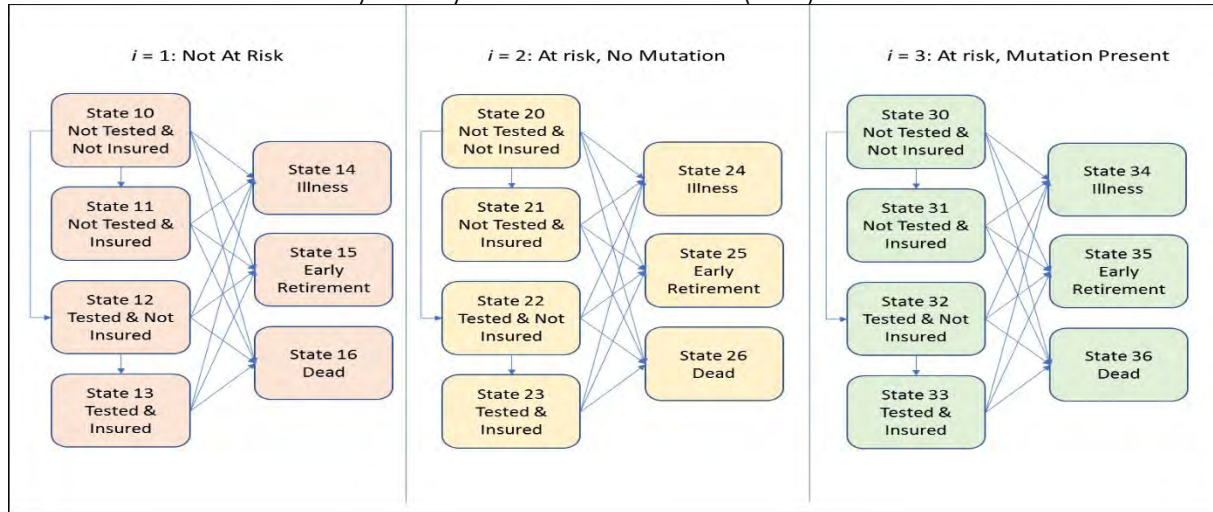 i = 1: Not At Risk
State 10
Not Tested &
Not Insured
State 11
Not Tested &
Insured
State 12
Tested & Not
Insured
State 13
Tested &
Insured
State 14
Illness
State 15
Early
Retirement
State 16
Dead
i = 2: At risk, No Mutation
State 20
Not Tested &
Not Insured
State 21
Not Tested &
Insured
State 22
Tested & Not
Insured
State 23
Tested &
Insured
State 24
Illness
State 25
Early
Retirement
State 26
Dead
i = 3: At risk, Mutation Present
State 30
Not Tested &
Not Insured
State 31
Not Tested &
Insured
State 32
Tested & Not
Insured
State 33
Tested &
Insured
State 34
Illness
State 35
Early
Retirement
State 36
Dead